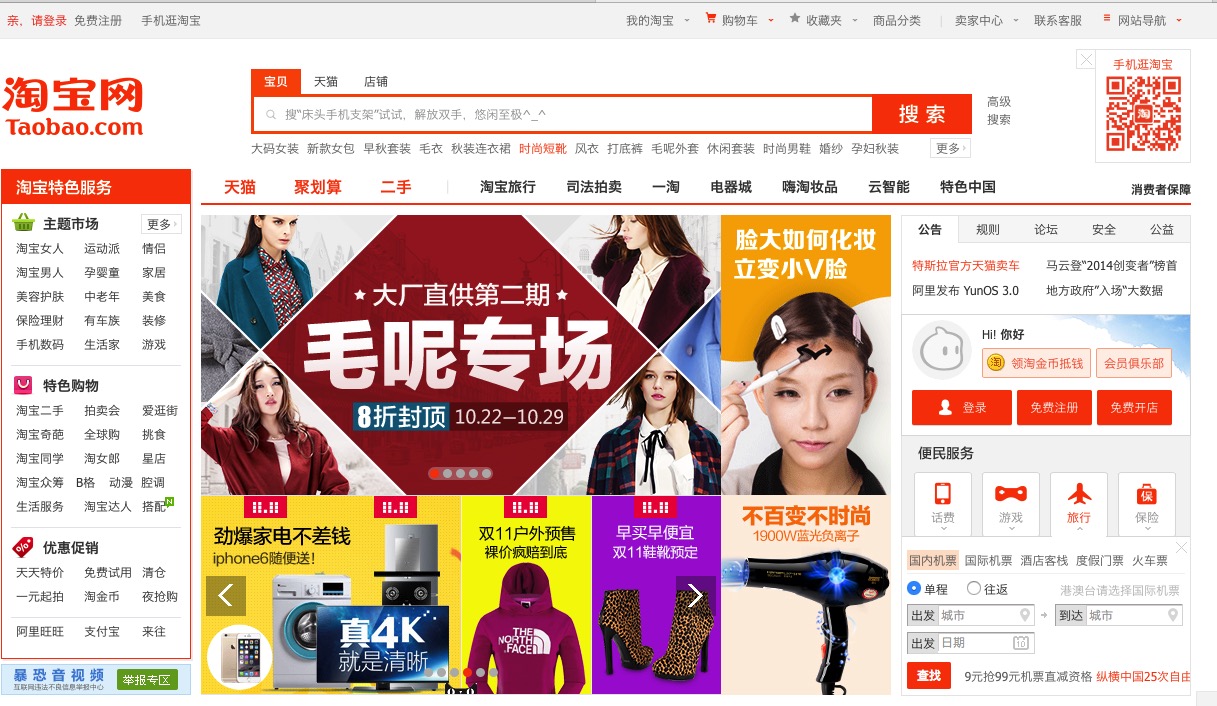 亲，请登录 免费注册 手机逛淘宝
我的淘宝 购物车 收藏夹 商品分类 卖家中心 联系客服 网站导航
淘宝网
Taobao.com
宝贝 天猫 店铺
搜“床头手机支架”试试，解放双手，悠闲至极^_^
搜索
高级
搜索
大码女装 新款女包 早秋套装 毛衣 秋装连衣裙 时尚短靴 风衣 打底裤 毛呢外套 休闲套装 时尚男鞋 婚纱 孕妇秋装
更多
手机逛淘宝
淘
淘宝特色服务
天猫 聚划算 二手 淘宝旅行 司法拍卖 一淘 电器城 嗨淘妆品 云智能 特色中国
消费者保障
主题市场 更多
淘宝女人 运动派 情侣
淘宝男人 孕婴童 家居
美容护肤 中老年 美食
保险理财 有车族 装修
手机数码 生活家 游戏
特色购物
淘宝二手 拍卖会 爱逛街
淘宝奇葩 全球购 挑食
淘宝同学 淘女郎 星店
淘宝众筹 B格 动漫 腔调
生活服务 淘宝达人 搭配
N
优惠促销
天天特价 免费试用 清仓
一元起拍 淘金币 夜抢购
阿里旺旺 支付宝 来往
暴恐音视频
互联网违法不良信息举报中心
举报专区
大厂直供第二期
毛呢专场
8折封顶 10.22—10.29
脸大如何化妆
立变小V脸
劲爆家电不差钱
iphone6随便送！
真4K
就是清晰
双11户外预售
裸价疯赔到底
THE
NORTH
FACE
早买早便宜
双11鞋靴预定
不百变不时尚
1900W蓝光负离子
公告 规则 论坛 安全 公益
特斯拉官方天猫卖车 马云登“2014创变者”榜首
阿里发布 YunOS 3.0 地方政府”入场“大数据
Hi! 你好
淘 领淘金币抵钱 会员俱乐部
登录 免费注册 免费开店
便民服务
保
话费 游戏 旅行 保险
国内机票 国际机票 酒店客栈 度假门票 火车票
单程 往返 港澳台请选择国际机票
出发 城市 到达 城市
出发 日期
查找 9元抢99元机票直减资格 纵横中国25次自由